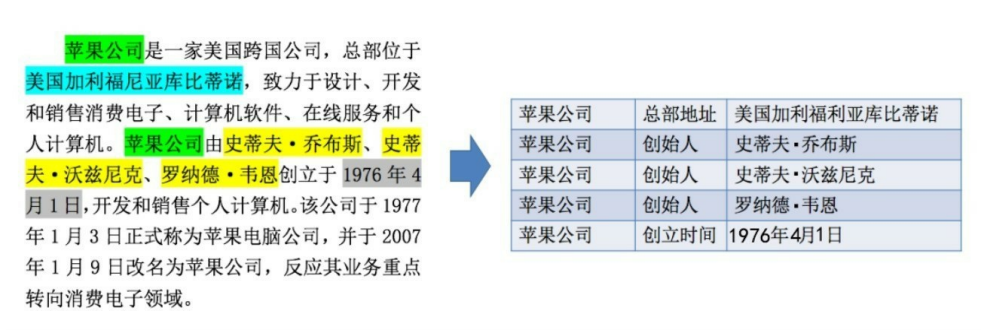 苹果公司是一家美国跨国公司，总部位于
美国加利福尼亚库比蒂诺，致力于设计、开发
和销售消费电子、计算机软件、在线服务和个
人计算机。苹果公司由史蒂夫·乔布斯、史蒂
夫·沃兹尼克、罗纳德·韦恩创立于 1976 年 4
月 1 日，开发和销售个人计算机。该公司于 1977
年 1 月 3 日正式称为苹果电脑公司，并于 2007
年 1 月 9 日改名为苹果公司，反应其业务重点
转向消费电子领域。
苹果公司 总部地址 美国加利福利亚库比蒂诺
苹果公司 创始人 史蒂夫·乔布斯
苹果公司 创始人 史蒂夫·沃兹尼克
苹果公司 创始人 罗纳德·韦恩
苹果公司 创立时间 1976年4月1日